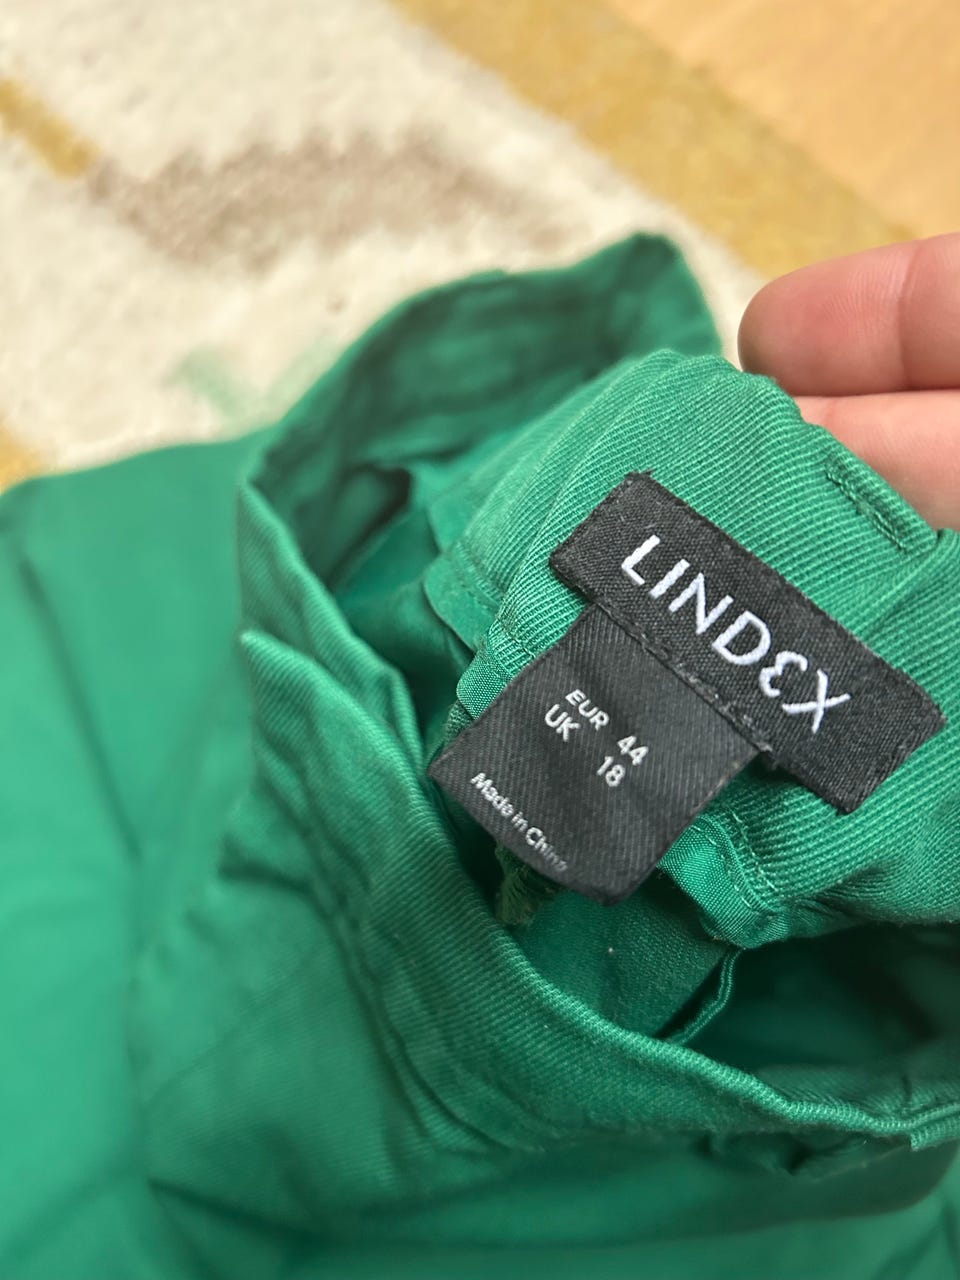 LINDEX
EUR 44
UK 18
Made in China